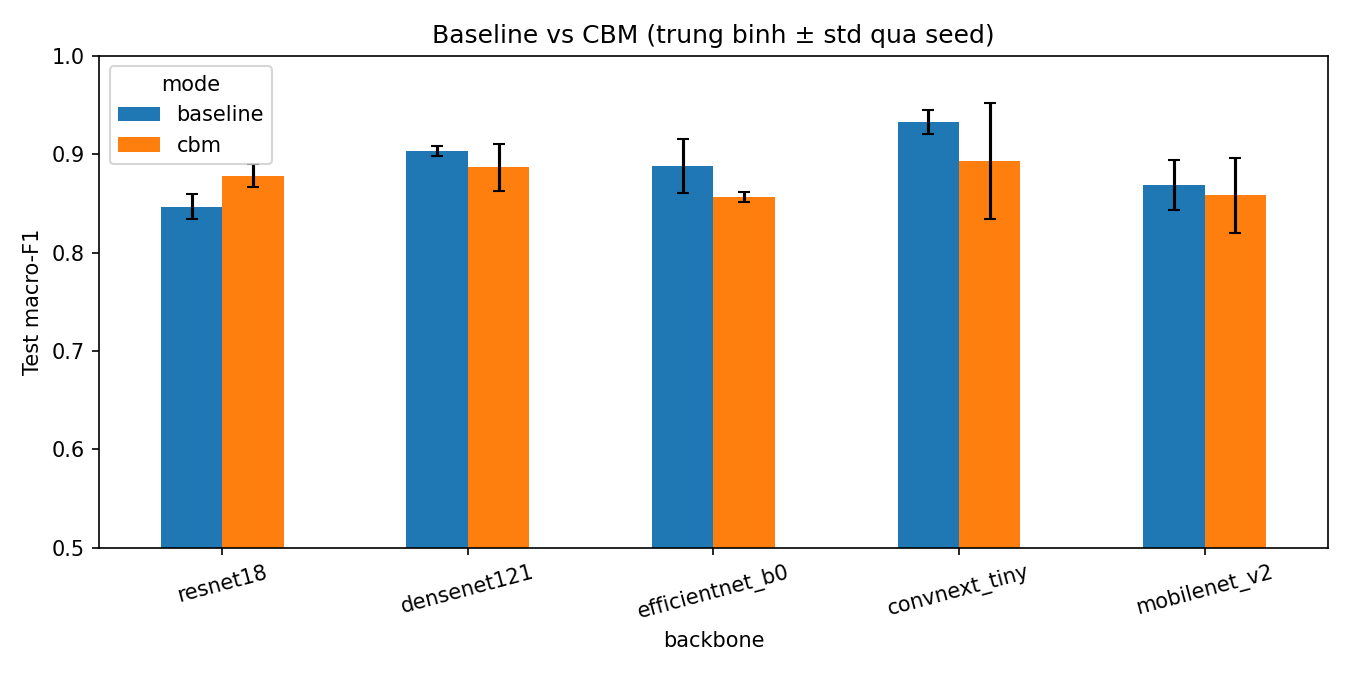 Baseline vs CBM (trung binh ± std qua seed)
mode
baseline
cbm
Test macro-F1
1.0
0.9
0.8
0.7
0.6
0.5
resnet18
densenet121
efficientnet_b0
convnext_tiny
mobilenet_v2
backbone